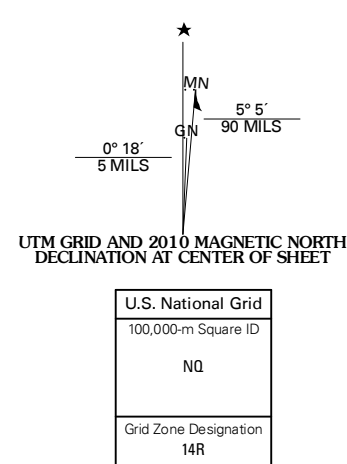 MN
GN
5° 5´
90 MILS
0° 18´
5 MILS
UTM GRID AND 2010 MAGNETIC NORTH
DECLINATION AT CENTER OF SHEET
U.S. National Grid
100,000-m Square ID
NQ
Grid Zone Designation
14R